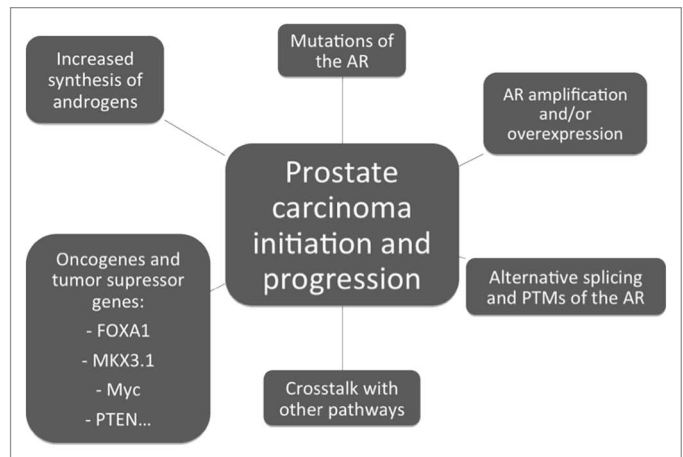 Mutations of
the AR
Increased
synthesis of
androgens
AR amplification
and/or
overexpression
Prostate
carcinoma
initiation and
progression
Oncogenes and
tumor supressor
genes:
- FOXA1
- MKX3.1
- Myc
- PTEN...
Alternative splicing
and PTMs of the AR
Crosstalk with
other pathways